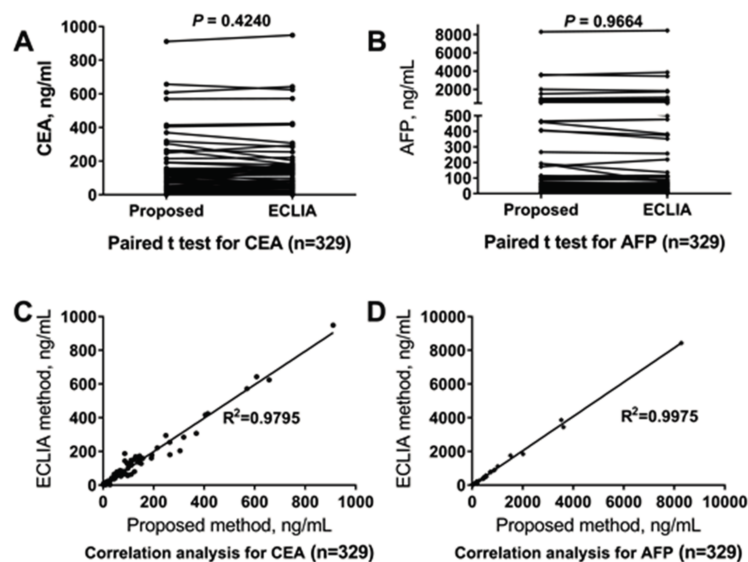 A
CEA, ng/ml
P = 0.4240
1000
800
600
400
200
0
Proposed
ECLIA
Paired t test for CEA (n=329)
B
AFP, ng/mL
P = 0.9664
8000
6000
4000
2000
500
400
300
200
100
0
Proposed
ECLIA
Paired t test for AFP (n=329)
C
ECLIA method, ng/mL
1000
800
600
400
200
0
R²=0.9795
0
200
400
600
800
1000
Proposed method, ng/mL
Correlation analysis for CEA (n=329)
D
ECLIA method, ng/mL
10000
8000
6000
4000
2000
0
R²=0.9975
0
2000
4000
6000
8000
10000
Proposed method, ng/mL
Correlation analysis for AFP (n=329)